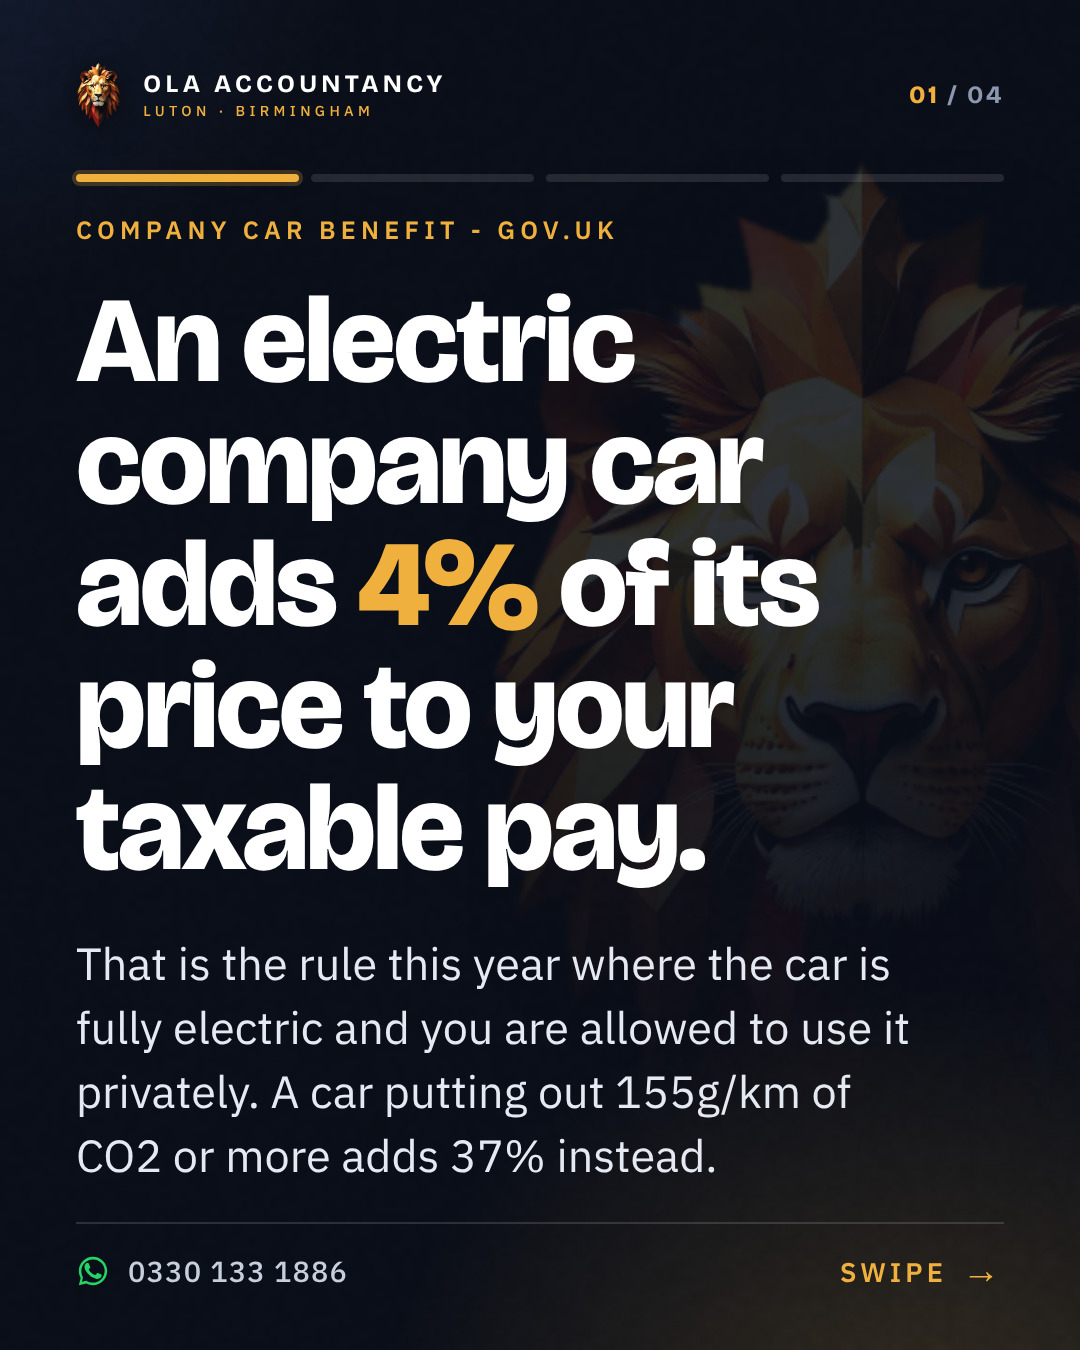 OLA ACCOUNTANCY
LUTON · BIRMINGHAM
01 / 04
COMPANY CAR BENEFIT - GOV.UK
An electric
company car
adds 4% of its
price to your
taxable pay.
That is the rule this year where the car is
fully electric and you are allowed to use it
privately. A car putting out 155g/km of
CO2 or more adds 37% instead.
0330 133 1886
SWIPE →